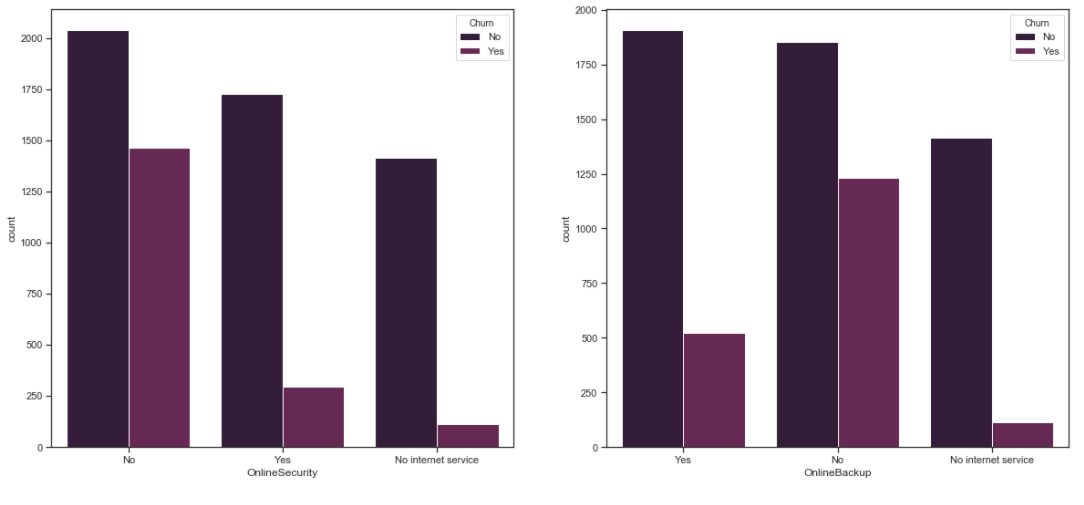 Churn
No
Yes
2000
1750
1500
1250
1000
750
500
250
0
count
No Yes No internet service
OnlineSecurity
Churn
No
Yes
2000
1750
1500
1250
1000
750
500
250
0
count
Yes No No internet service
OnlineBackup